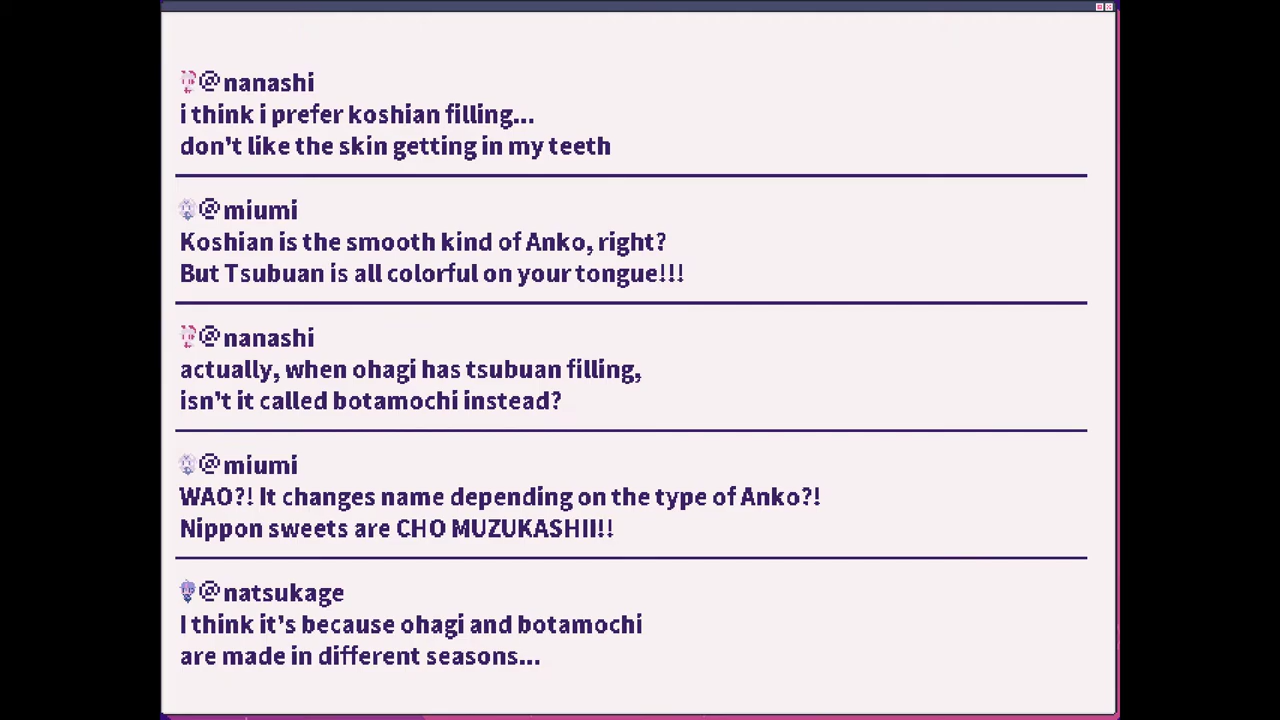 @nanashi
i think i prefer koshian filling...
don't like the skin getting in my teeth
@miumi
Koshian is the smooth kind of Anko, right?
But Tsubuan is all colorful on your tongue!!!
@nanashi
actually, when ohagi has tsubuan filling,
isn't it called botamochi instead?
@miumi
WAO?! It changes name depending on the type of Anko?!
Nippon sweets are CHO MUZUKASHII!!
@natsukage
I think it's because ohagi and botamochi
are made in different seasons...